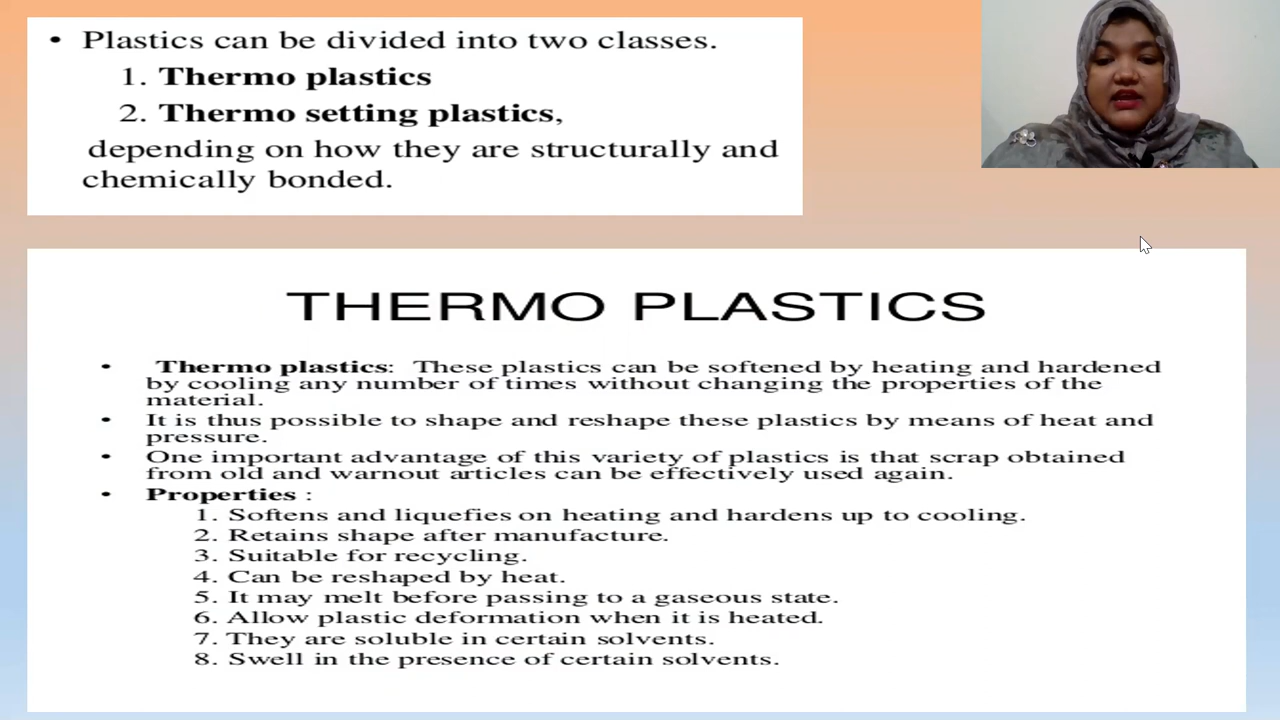 • Plastics can be divided into two classes.
1. Thermo plastics
2. Thermo setting plastics,
depending on how they are structurally and
chemically bonded.
THERMO PLASTICS
• Thermo plastics: These plastics can be softened by heating and hardened
by cooling any number of times without changing the properties of the
material.
• It is thus possible to shape and reshape these plastics by means of heat and
pressure.
• One important advantage of this variety of plastics is that scrap obtained
from old and warnout articles can be effectively used again.
• Properties :
1. Softens and liquefies on heating and hardens up to cooling.
2. Retains shape after manufacture.
3. Suitable for recycling.
4. Can be reshaped by heat.
5. It may melt before passing to a gaseous state.
6. Allow plastic deformation when it is heated.
7. They are soluble in certain solvents.
8. Swell in the presence of certain solvents.